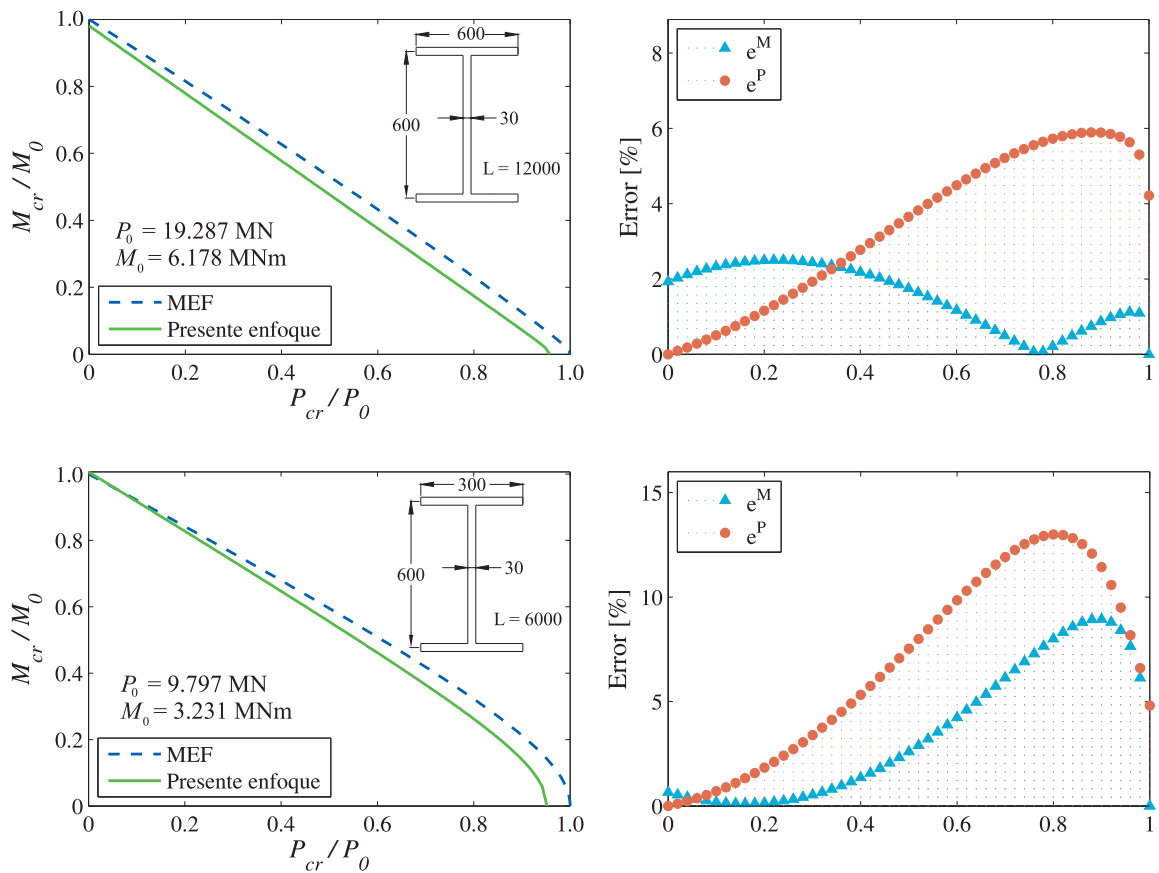 1.0
0.8
0.6
0.4
0.2
0
M_cr / M_0
600
600
30
L = 12000
P_0 = 19.287 MN
M_0 = 6.178 MNm
MEF
Presente enfoque
0
0.2
0.4
0.6
0.8
1.0
P_cr / P_0
8
6
4
2
0
Error [%]
e^M
e^P
0
0.2
0.4
0.6
0.8
1
1.0
0.8
0.6
0.4
0.2
0
M_cr / M_0
300
600
30
L = 6000
P_0 = 9.797 MN
M_0 = 3.231 MNm
MEF
Presente enfoque
0
0.2
0.4
0.6
0.8
1.0
P_cr / P_0
15
10
5
0
Error [%]
e^M
e^P
0
0.2
0.4
0.6
0.8
1